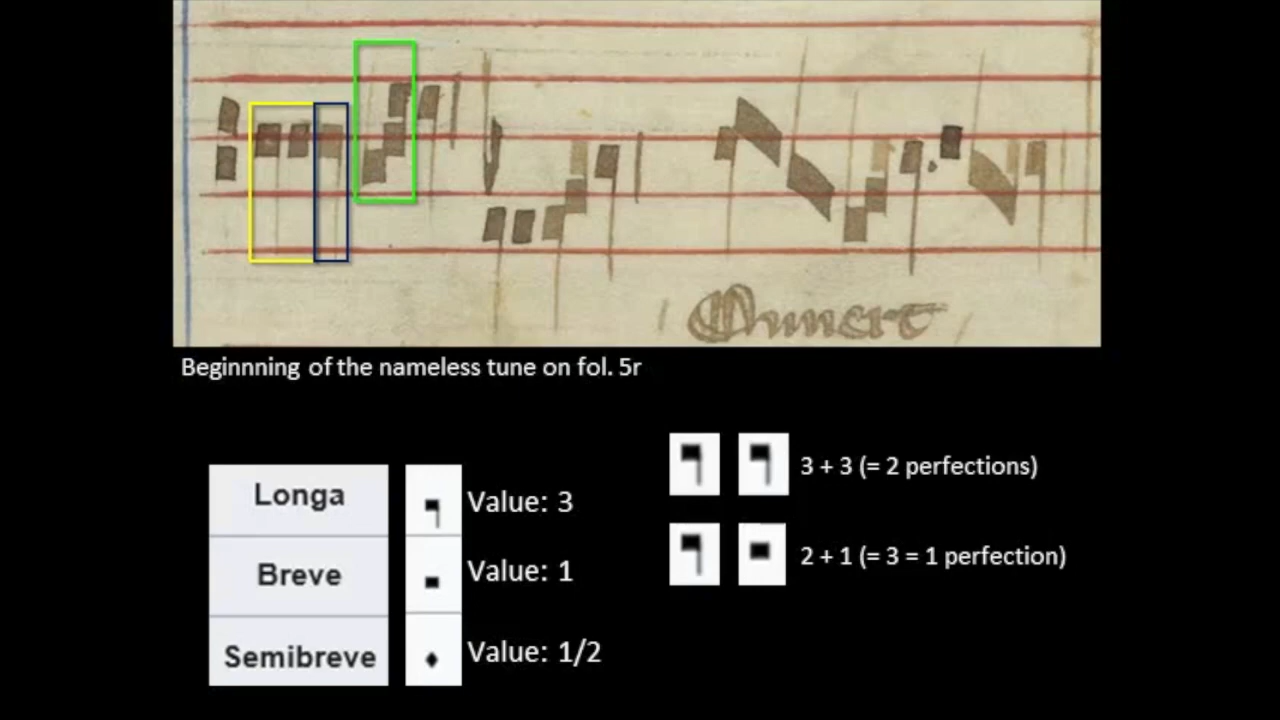 Beginnning of the nameless tune on fol. 5r
Longa Value: 3
Breve Value: 1
Semibreve Value: 1/2
3 + 3 (= 2 perfections)
2 + 1 (= 3 = 1 perfection)